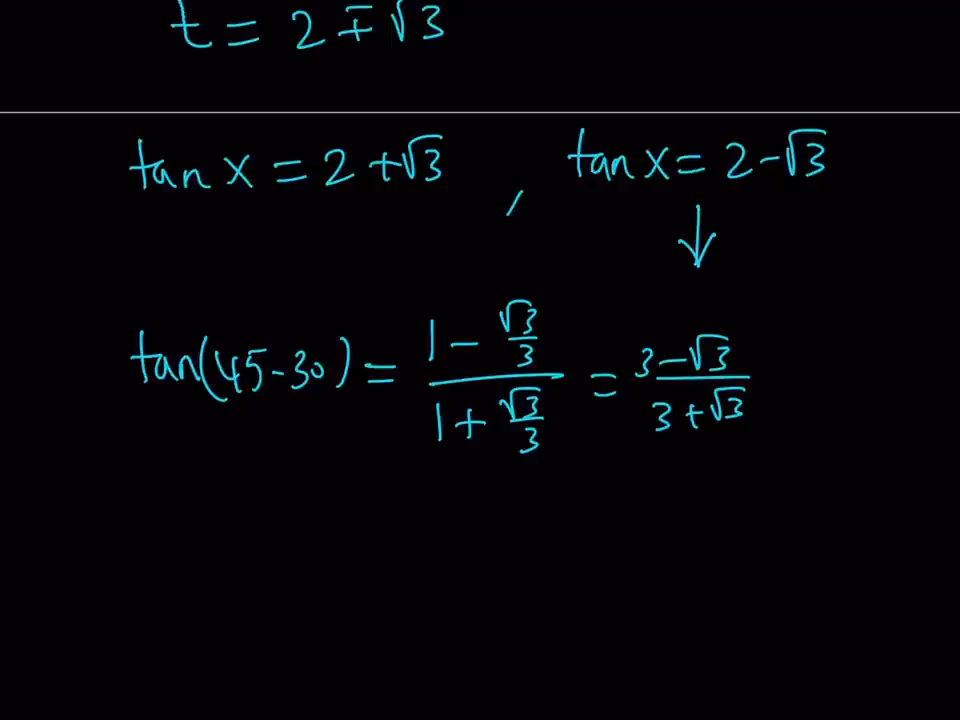 t = 2 ∓ √3
tan x = 2 + √3 , tan x = 2 - √3
↓
tan(45-30) = (1 - √3/3)/(1 + √3/3) = (3 - √3)/(3 + √3)